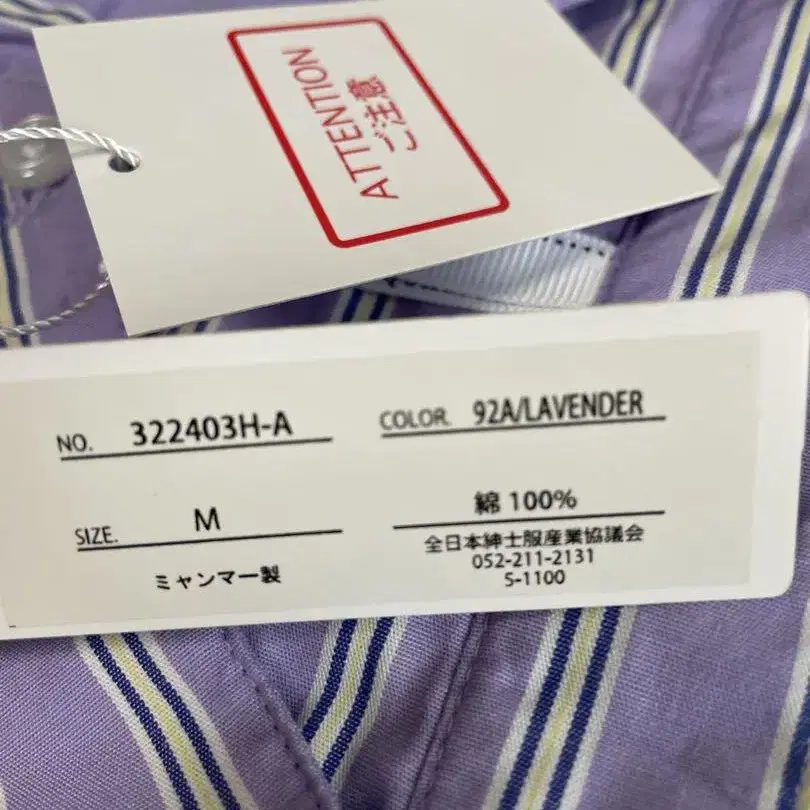 ATTENTION
ご注意
NO. 322403H-A
COLOR. 92A/LAVENDER
SIZE. M
綿 100%
ミャンマー製
全日本紳士服産業協議会
052-211-2131
S-1100